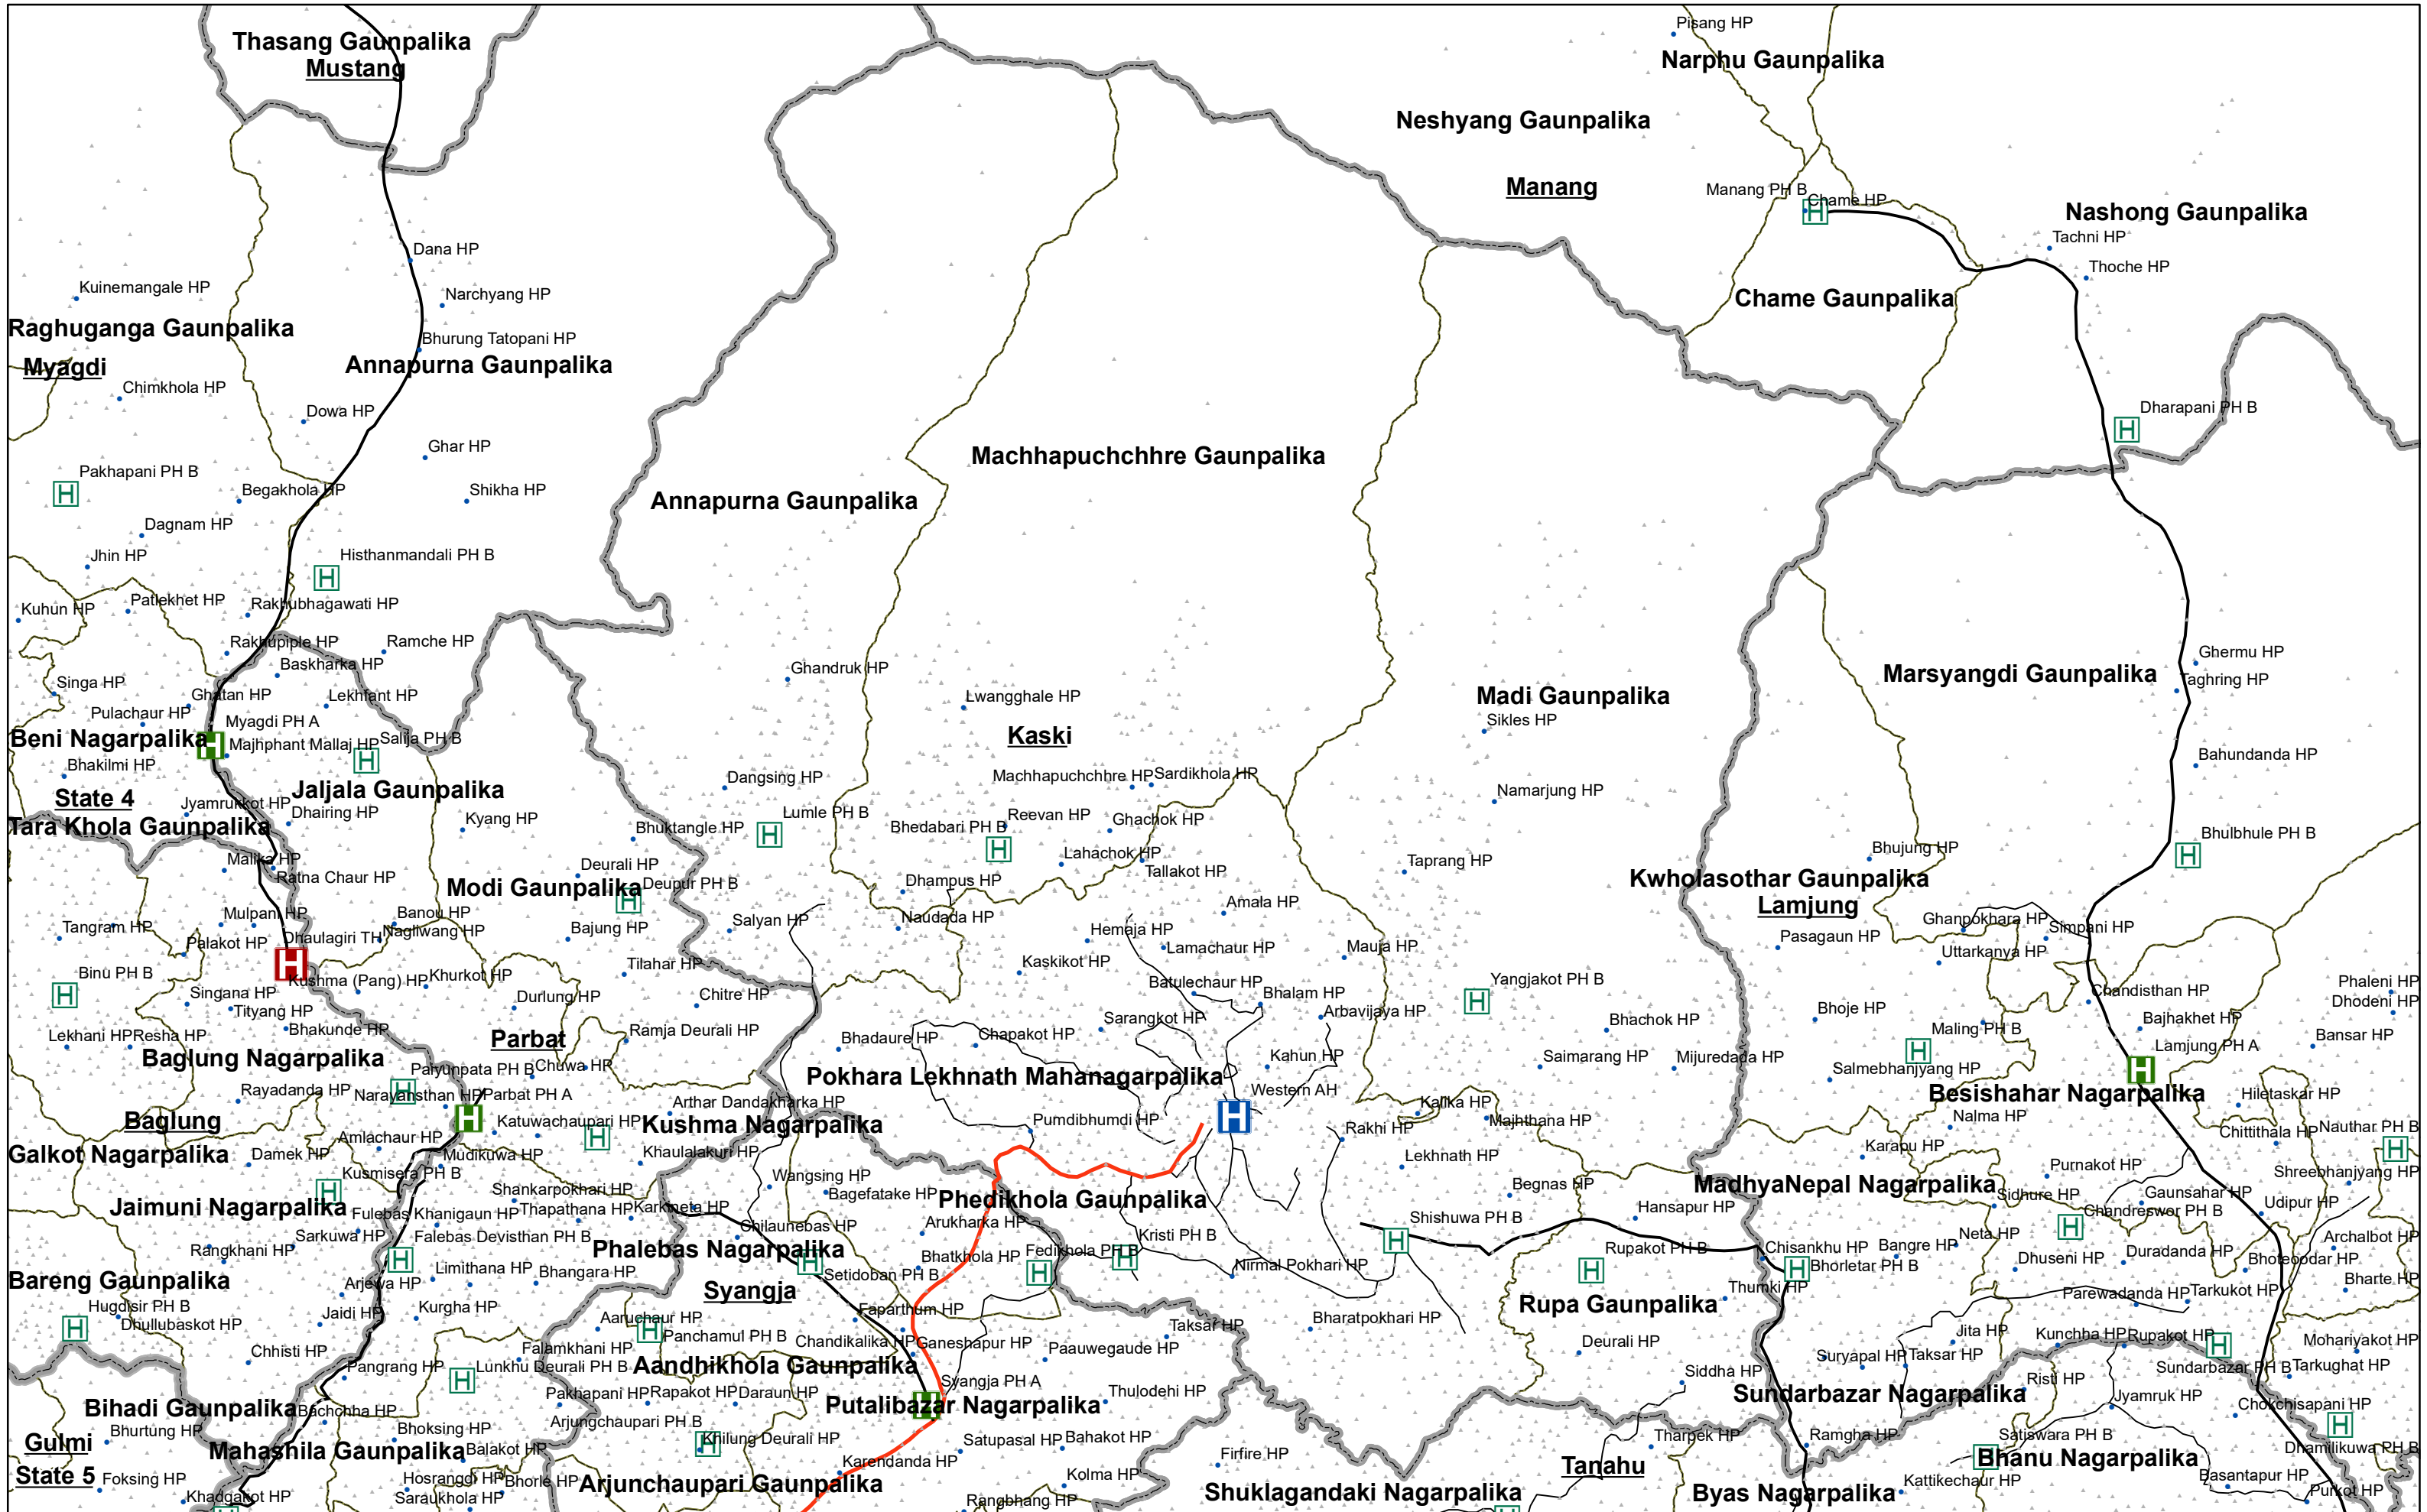 Pisang HP
Thasang Gaunpalika
Mustang
Narphu Gaunpalika
Neshyang Gaunpalika
Manang
Manang PH B
Chame HP
Nashong Gaunpalika
Tachni HP
Dana HP
Thoche HP
Kuinemangale HP
Narchyang HP
Chame Gaunpalika
Raghuganga Gaunpalika
Bhurung Tatopani HP
Myagdi
Annapurna Gaunpalika
Chimkhola HP
Dowa HP
Dharapani PH B
Ghar HP
Machhapuchchhre Gaunpalika
Pakhapani PH B
Begakhola HP
Shikha HP
Annapurna Gaunpalika
Dagnam HP
Jhin HP
Histhanmandali PH B
Kuhun HP
Patlekhet HP
Rakhubhagawati HP
Rakhupiple HP
Ramche HP
Baskharka HP
Ghandruk HP
Ghermu HP
Marsyangdi Gaunpalika
Taghring HP
Singa HP
Ghatan HP
Lekhfant HP
Lwangghale HP
Madi Gaunpalika
Sikles HP
Pulachaur HP
Myagdi PH A
Beni Nagarpalika
Majhphant Mallaj HP
Salija PH B
Kaski
Bahundanda HP
Bhakilmi HP
Dangsing HP
Machhapuchchhre HP
Sardikhola HP
State 4
Jyamrukkot HP
Jaljala Gaunpalika
Namarjung HP
Tara Khola Gaunpalika
Dhairing HP
Kyang HP
Bhuktangle HP
Lumle PH B
Bhedabari PH B
Reevan HP
Ghachok HP
Bhulbhule PH B
Malika HP
Ratna Chaur HP
Deurali HP
Lahachok HP
Tallakot HP
Taprang HP
Bhujung HP
Modi Gaunpalika
Deupur PH B
Dhampus HP
Kwholasothar Gaunpalika
Lamjung
Mulpani HP
Banou HP
Salyan HP
Naudada HP
Amala HP
Ghanpokhara HP
Simpani HP
Tangram HP
Palakot HP
Dhaulagiri TH
Nagliwang HP
Bajung HP
Hemaja HP
Lamachaur HP
Mauja HP
Pasagaun HP
Uttarkanya HP
Binu PH B
Kushma (Pang) HP
Khurkot HP
Tilahar HP
Kaskikot HP
Batulechaur HP
Yangjakot PH B
Phaleni HP
Singana HP
Durlung HP
Chitre HP
Bhalam HP
Chandisthan HP
Dhodeni HP
Tityang HP
Arbavijaya HP
Bhoje HP
Lekhani HP
Resha HP
Bhakunde HP
Parbat
Ramja Deurali HP
Bhadaure HP
Chapakot HP
Sarangkot HP
Bhachok HP
Maling PH B
Bajhakhet HP
Bansar HP
Baglung Nagarpalika
Paiyunpata PH B
Chuwa HP
Kahun HP
Saimarang HP
Mijuredada HP
Salmebhanjyang HP
Lamjung PH A
Pokhara Lekhnath Mahanagarpalika
Rayadanda HP
Narayansthan HP
Parbat PH A
Arthar Dandakharka HP
Western AH
Kalika HP
Besishahar Nagarpalika
Hiletaskar HP
Baglung
Katuwachaupari HP
Kushma Nagarpalika
Pumdibhumdi HP
Rakhi HP
Majhthana HP
Nalma HP
Chittithala HP
Nauthar PH B
Galkot Nagarpalika
Damek HP
Amlachaur HP
Mudikuwa HP
Khaulalakuri HP
Lekhnath HP
Karapu HP
Purnakot HP
Shreebhanjyang HP
Kusmisera PH B
Shankarpokhari HP
Wangsing HP
Bagefatake HP
Phedikhola Gaunpalika
Begnas HP
MadhyaNepal Nagarpalika
Sidhure HP
Gaunsahar HP
Udipur HP
Jaimuni Nagarpalika
Fulebas Khanigaun HP
Thapathana HP
Karkineta HP
Arukharka HP
Shishuwa PH B
Hansapur HP
Chandreswor PH B
Sarkuwa HP
Falebas Devisthan PH B
Ghilaunebas HP
Kristi PH B
Neta HP
Archalbot HP
Rangkhani HP
Phalebas Nagarpalika
Bhatkhola HP
Fedikhola PH B
Nirmal Pokhari HP
Rupakot PH B
Chisankhu HP
Bangre HP
Dhuseni HP
Duradanda HP
Bhoteoodar HP
Bareng Gaunpalika
Arjewa HP
Limithana HP
Bhangara HP
Syangja
Setidoban PH B
Bhorletar PH B
Thumki HP
Bharte HP
Hugdisir PH B
Dhullubaskot HP
Jaidi HP
Kurgha HP
Aaruchaur HP
Faparthum HP
Bharatpokhari HP
Rupa Gaunpalika
Parewadanda HP
Tarkukot HP
Panchamul PH B
Chandikalika HP
Ganeshapur HP
Taksar HP
Deurali HP
Jita HP
Kunchha HP
Rupakot HP
Mohariyakot HP
Chhisti HP
Pangrang HP
Falamkhani HP
Lunkhu Deurali PH B
Aandhikhola Gaunpalika
Paauwegaude HP
Siddha HP
Suryapal HP
Taksar HP
Sundarbazar PH B
Tarkughat HP
Syangja PH A
Risti HP
Pakhapani HP
Rapakot HP
Daraun HP
Putalibazar Nagarpalika
Thulodehi HP
Sundarbazar Nagarpalika
Jyamruk HP
Chokchisapani HP
Bihadi Gaunpalika
Bachchha HP
Bhurtung HP
Bhoksing HP
Arjungchaupari PH B
Khilung Deurali HP
Satupasal HP
Bahakot HP
Tharpek HP
Ramgha HP
Satiswara PH B
Gulmi
Mahashila Gaunpalika
Balakot HP
Firfire HP
Bhanu Nagarpalika
Dhamilikuwa PH B
State 5
Foksing HP
Hosranggi HP
Bhorle HP
Karendanda HP
Kolma HP
Tanahu
Kattikechaur HP
Basantapur HP
Khadgakot HP
Saraukhola HP
Arjunchaupari Gaunpalika
Rangbhang HP
Shuklagandaki Nagarpalika
Byas Nagarpalika
Purkot HP